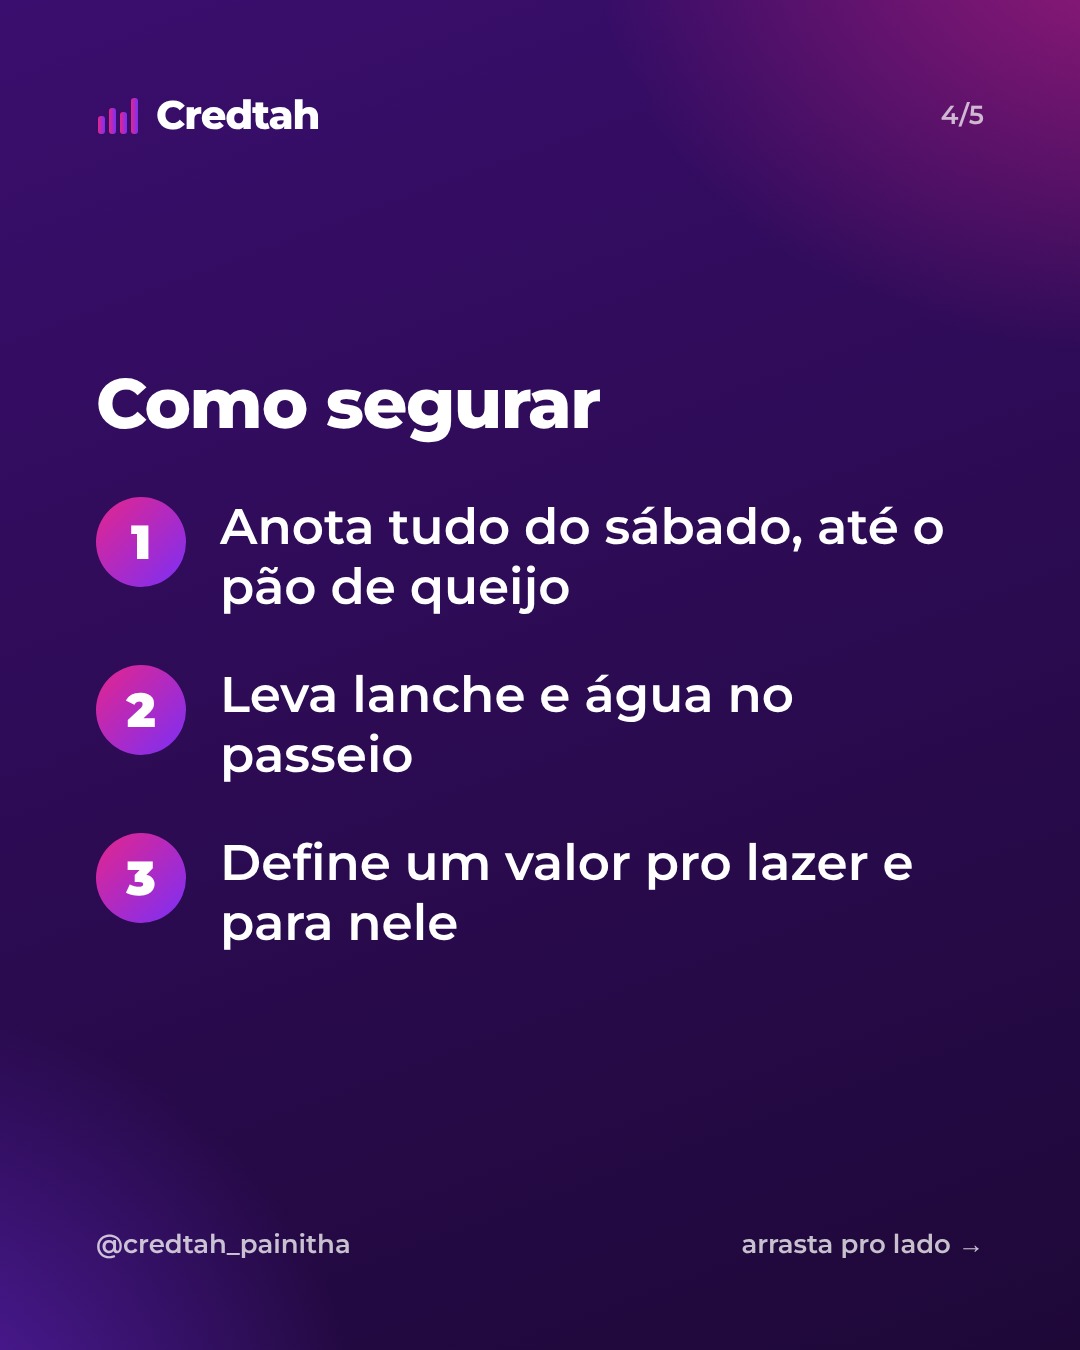 Credtah
4/5
Como segurar
1
Anota tudo do sábado, até o
pão de queijo
2
Leva lanche e água no
passeio
3
Define um valor pro lazer e
para nele
@credtah_painitha
arrasta pro lado →